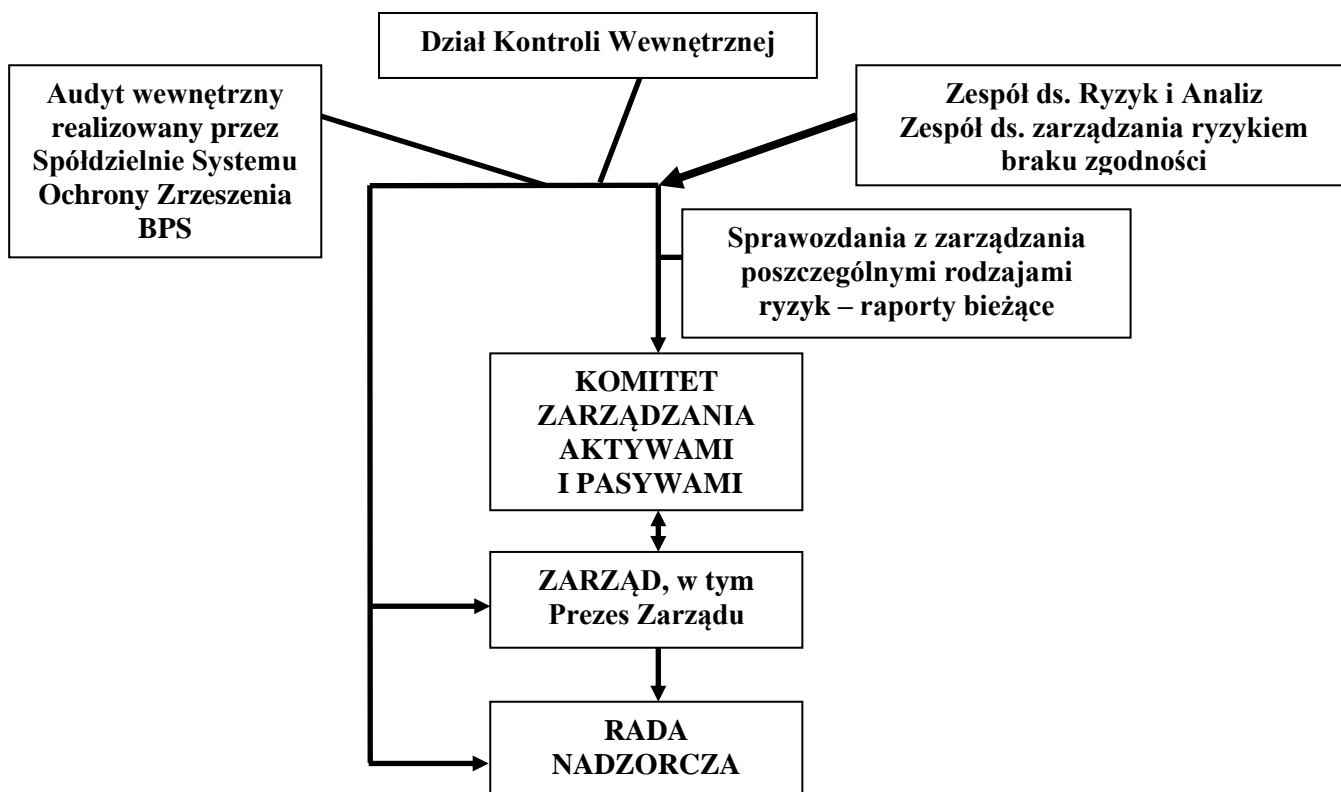 Dział Kontroli Wewnętrznej
Audyt wewnętrzny
realizowany przez
Spółdzielnie Systemu
Ochrony Zrzeszenia
BPS
Zespół ds. Ryzyk i Analiz
Zespół ds. zarządzania ryzykiem
braku zgodności
Sprawozdania z zarządzania
poszczególnymi rodzajami
ryzyk – raporty bieżące
KOMITET
ZARZĄDZANIA
AKTYWAMI
I PASYWAMI
ZARZĄD, w tym
Prezes Zarządu
RADA
NADZORCZA